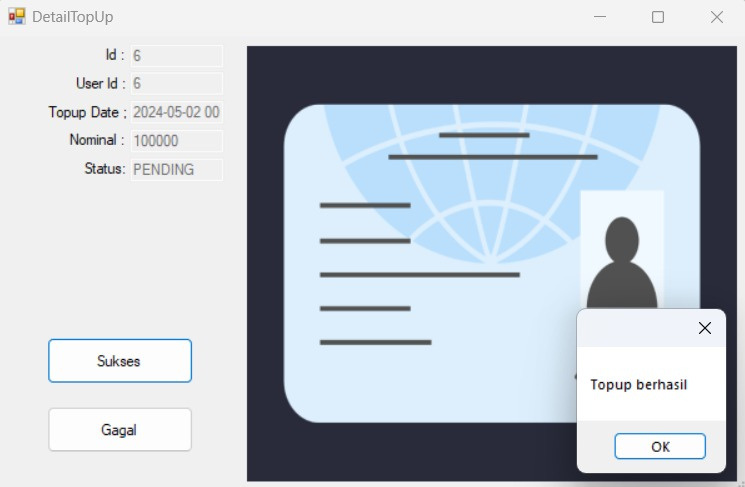 DetailTopUp
Id : 6
User Id : 6
Topup Date : 2024-05-02 00
Nominal : 100000
Status: PENDING
Sukses
Gagal
Topup berhasil
OK